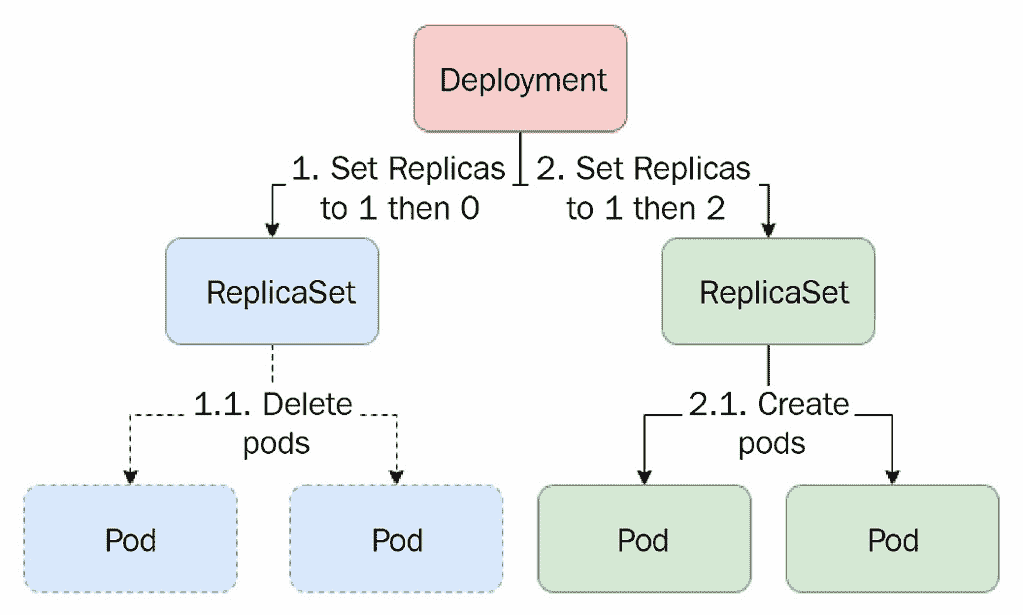 Deployment
1. Set Replicas
to 1 then 0
2. Set Replicas
to 1 then 2
ReplicaSet
ReplicaSet
1.1. Delete
pods
2.1. Create
pods
Pod
Pod
Pod
Pod